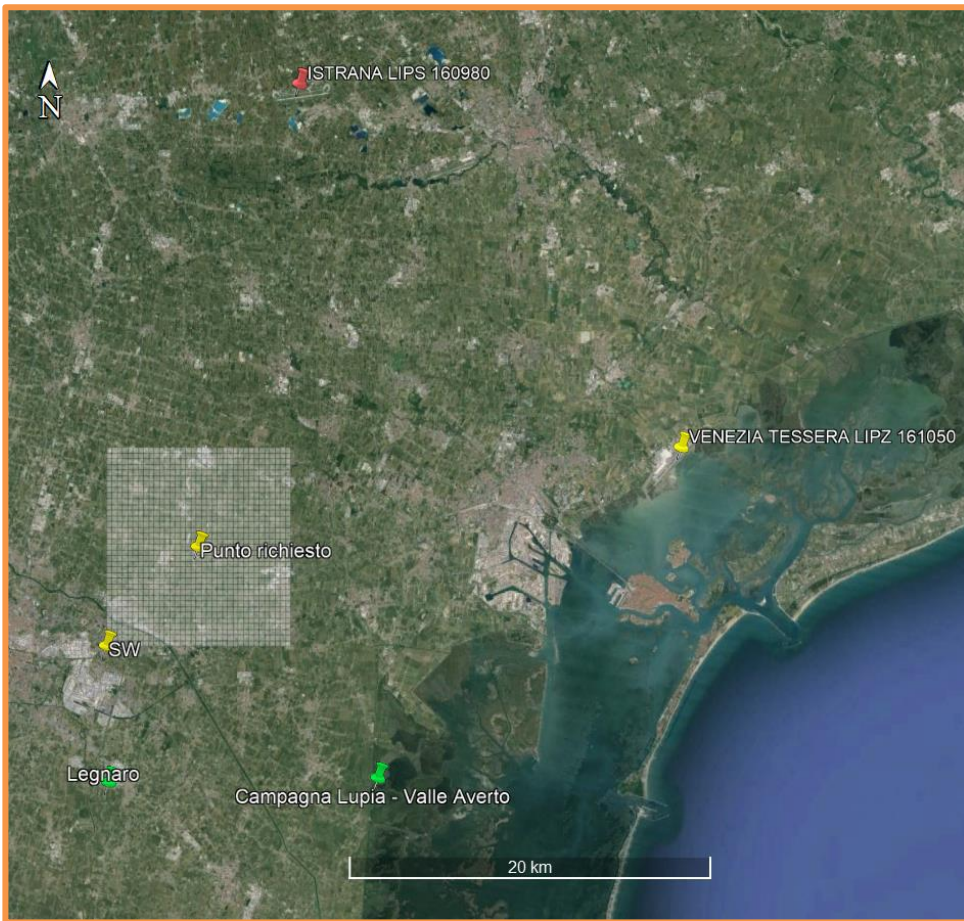 ISTRANA LIPS 160980
N
VENEZIA TESSERA LIPZ 161050
Punto richiesto
SW
Legnaro
Campagna Lupia - Valle Averto
20 km